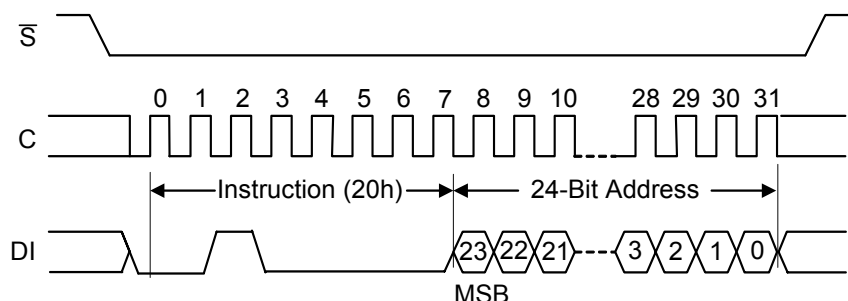 S̅
0 1 2 3 4 5 6 7 8 9 10 28 29 30 31
C
Instruction (20h) 24-Bit Address
DI 23 22 21 3 2 1 0
MSB